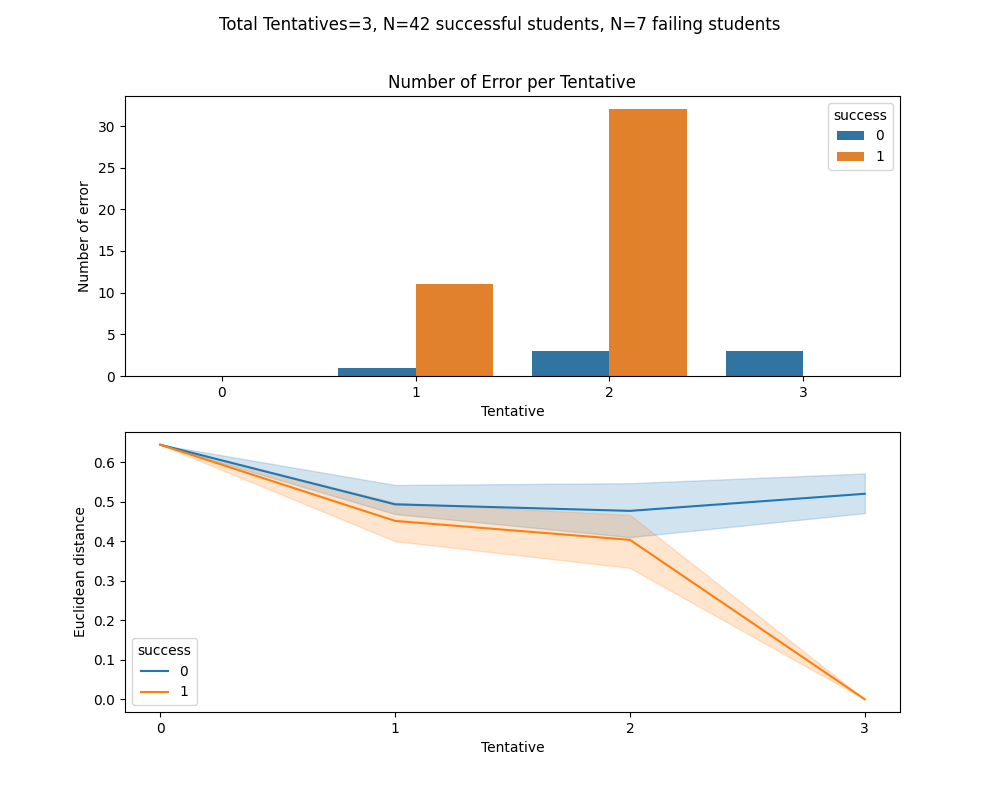 Total Tentatives=3, N=42 successful students, N=7 failing students
Number of Error per Tentative
Number of error
30
25
20
15
10
5
0
success
0
1
0 1 2 3
Tentative
Euclidean distance
0.6
0.5
0.4
0.3
0.2
0.1
0.0
success
0
1
0 1 2 3
Tentative